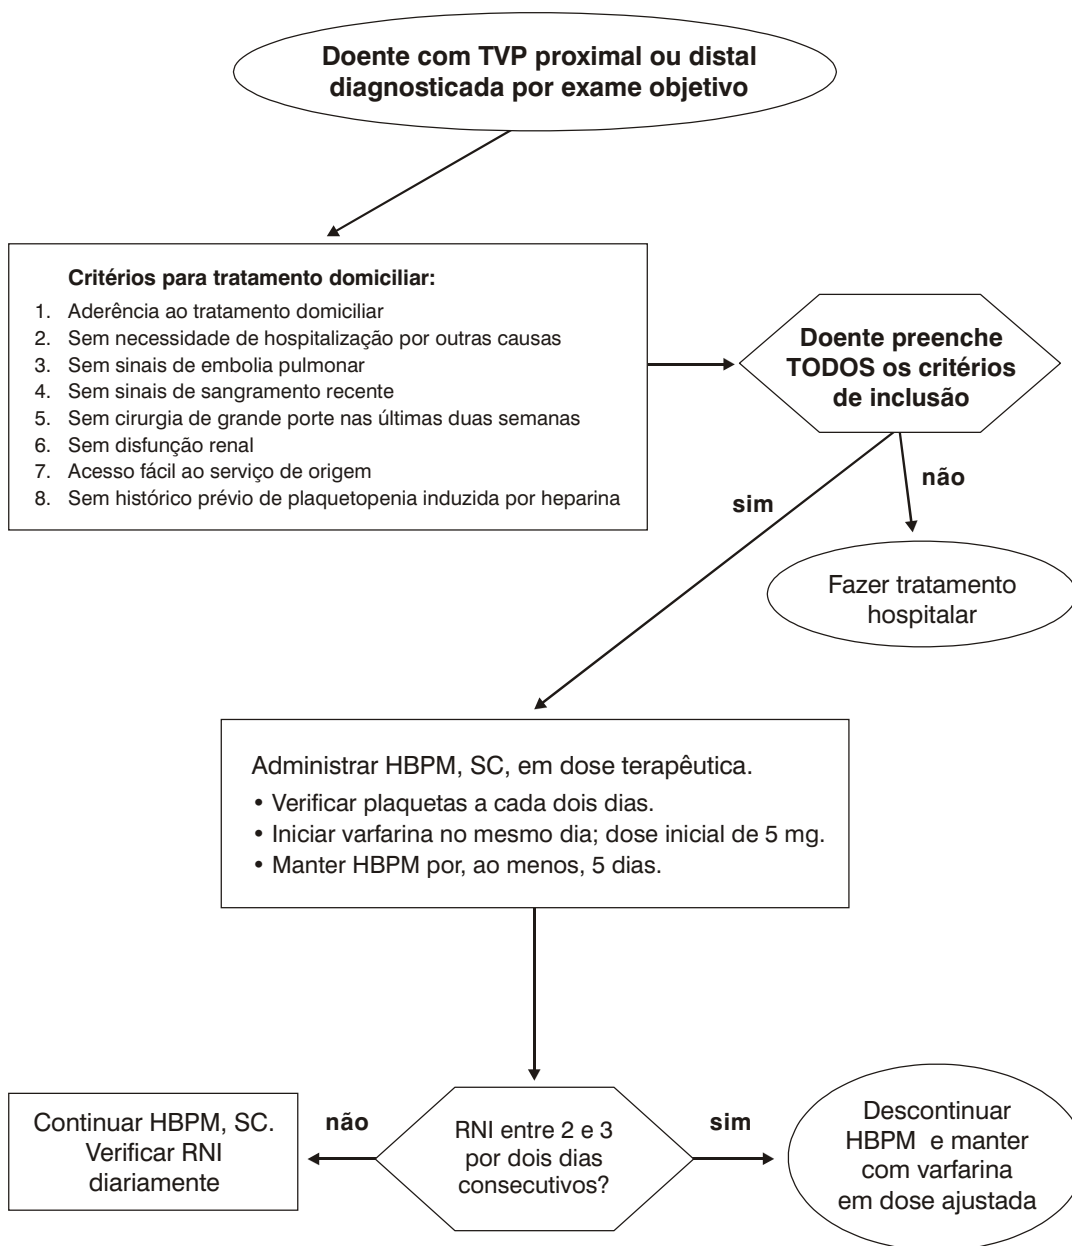 Doente com TVP proximal ou distal
diagnosticada por exame objetivo
Critérios para tratamento domiciliar:
1. Aderência ao tratamento domiciliar
2. Sem necessidade de hospitalização por outras causas
3. Sem sinais de embolia pulmonar
4. Sem sinais de sangramento recente
5. Sem cirurgia de grande porte nas últimas duas semanas
6. Sem disfunção renal
7. Acesso fácil ao serviço de origem
8. Sem histórico prévio de plaquetopenia induzida por heparina
Doente preenche
TODOS os critérios
de inclusão
sim
não
Fazer tratamento
hospitalar
Administrar HBPM, SC, em dose terapêutica.
• Verificar plaquetas a cada dois dias.
• Iniciar varfarina no mesmo dia; dose inicial de 5 mg.
• Manter HBPM por, ao menos, 5 dias.
RNI entre 2 e 3
por dois dias
consecutivos?
não
Continuar HBPM, SC.
Verificar RNI
diariamente
sim
Descontinuar
HBPM e manter
com varfarina
em dose ajustada